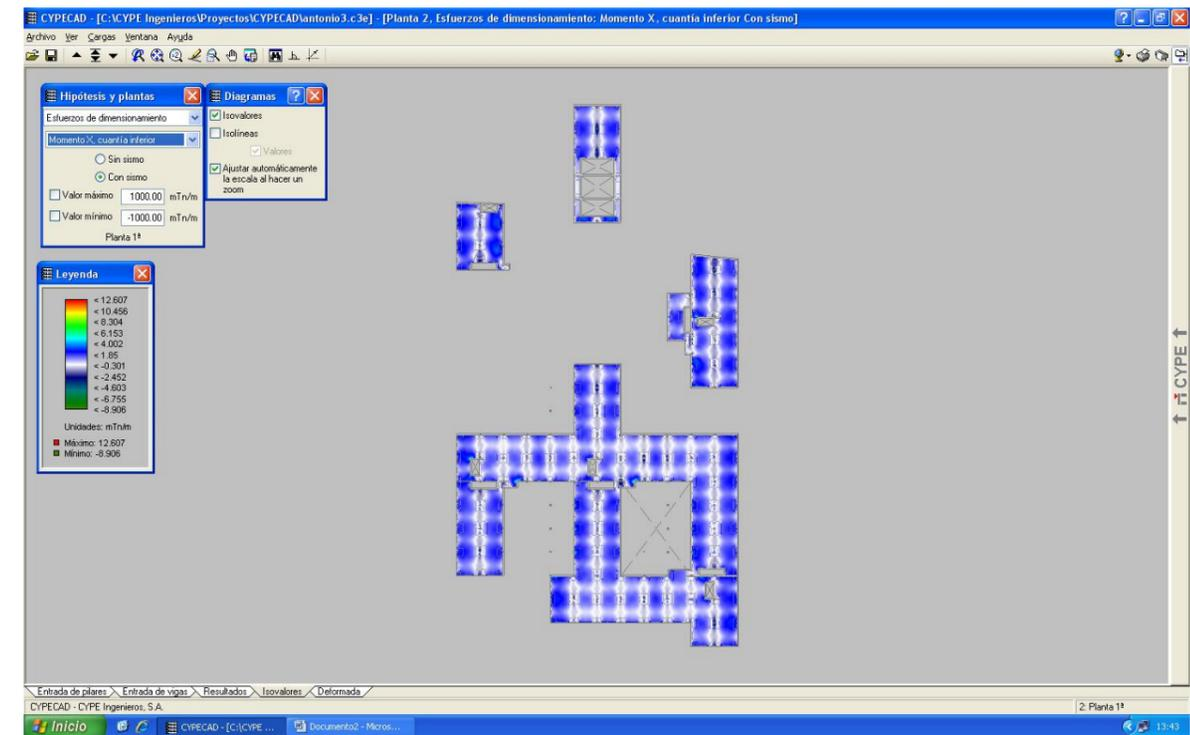 CYPECAD - [C:\CYPE Ingenieros\Proyectos\CYPECAD\antonio3.c3e] - [Planta 2, Esfuerzos de dimensionamiento: Momento X, cuantía inferior Con sismo]
Archivo Ver Cargas Ventana Ayuda
Hipótesis y plantas
Esfuerzos de dimensionamiento
Momento X, cuantía inferior
Sin sismo
Con sismo
Valor máximo 1000.00 mTn/m
Valor mínimo -1000.00 mTn/m
Planta 1ª
Diagramas
Isovalores
Isolíneas
Valores
Ajustar automáticamente
la escala al hacer un
zoom
Leyenda
< 12.607
< 10.456
< 8.304
< 6.153
< 4.002
< 1.85
< -0.301
< -2.452
< -4.603
< -6.755
< -8.906
Unidades: mTn/m
Máximo: 12.607
Mínimo: -8.906
CYPE
Entrada de pilares Entrada de vigas Resultados Isovalores Deformada
CYPECAD - CYPE Ingenieros, S.A.
2: Planta 1ª
Inicio
CYPECAD - [C:\CYPE ...
Documento2 - Micros...
13:43